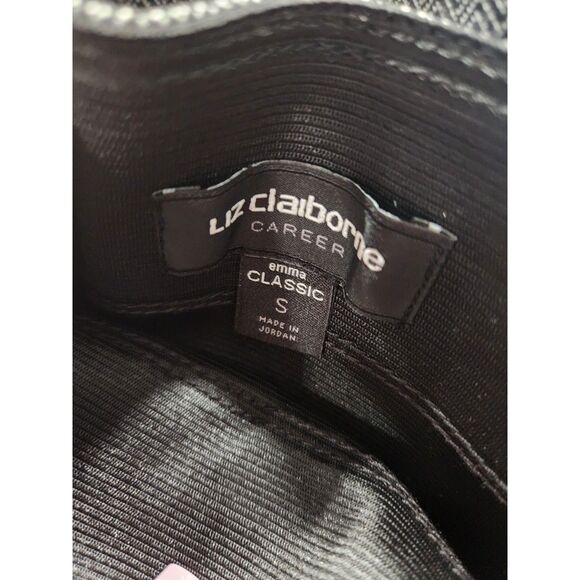 Liz claiborne
CAREER
emma
CLASSIC
S
MADE IN
JORDAN